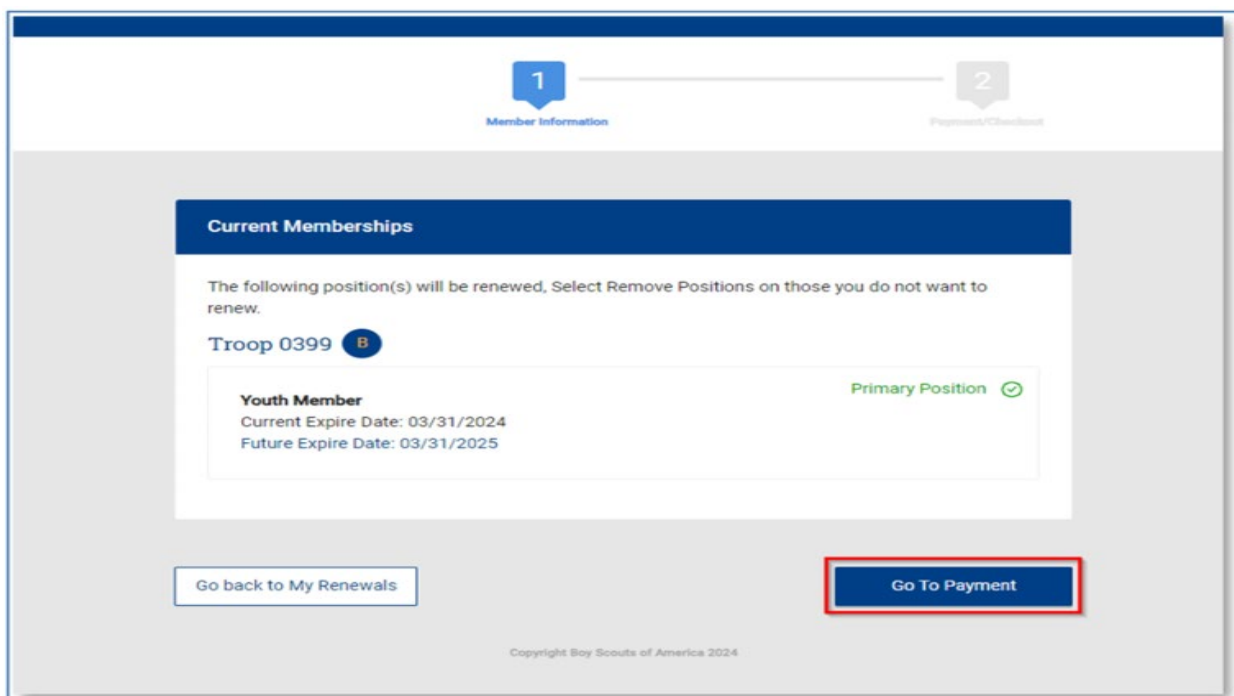 1
2
Member Information
Payment/Checkout
Current Memberships
The following position(s) will be renewed, Select Remove Positions on those you do not want to
renew.
Troop 0399 B
Primary Position
Youth Member
Current Expire Date: 03/31/2024
Future Expire Date: 03/31/2025
Go back to My Renewals
Go To Payment
Copyright Boy Scouts of America 2024